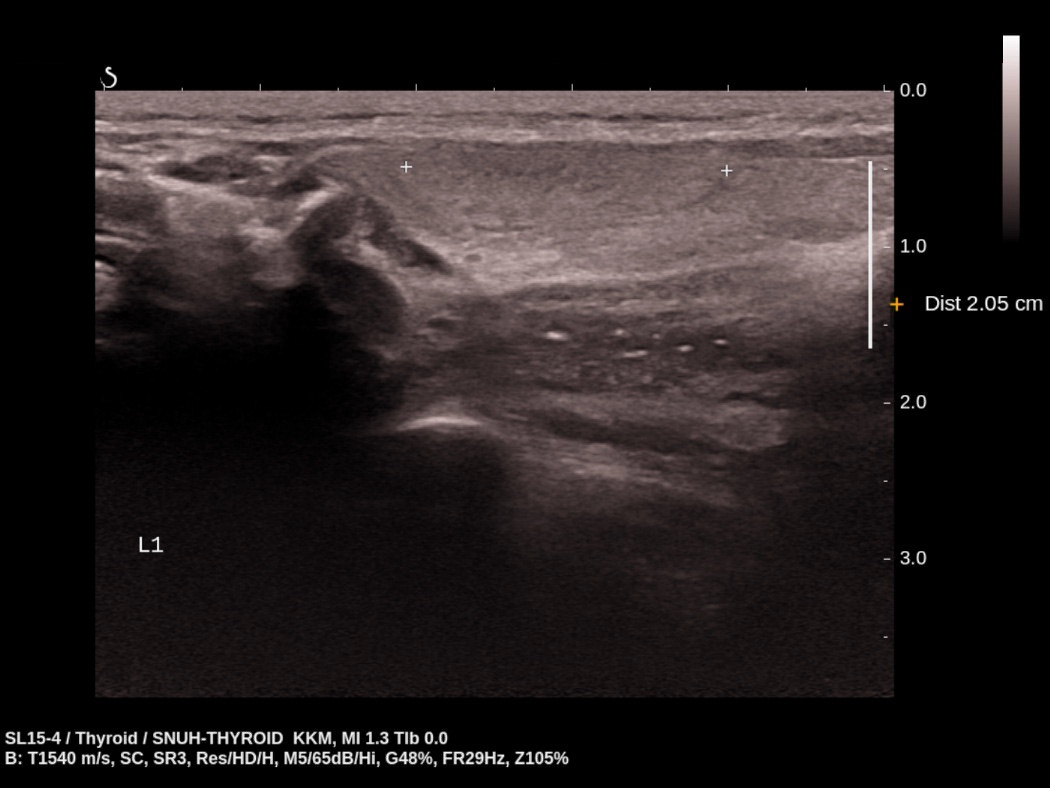 0.0
1.0
Dist 2.05 cm
2.0
L1
3.0
SL15-4 / Thyroid / SNUH-THYROID KKM, MI 1.3 TIb 0.0
B: T1540 m/s, SC, SR3, Res/HD/H, M5/65dB/Hi, G48%, FR29Hz, Z105%